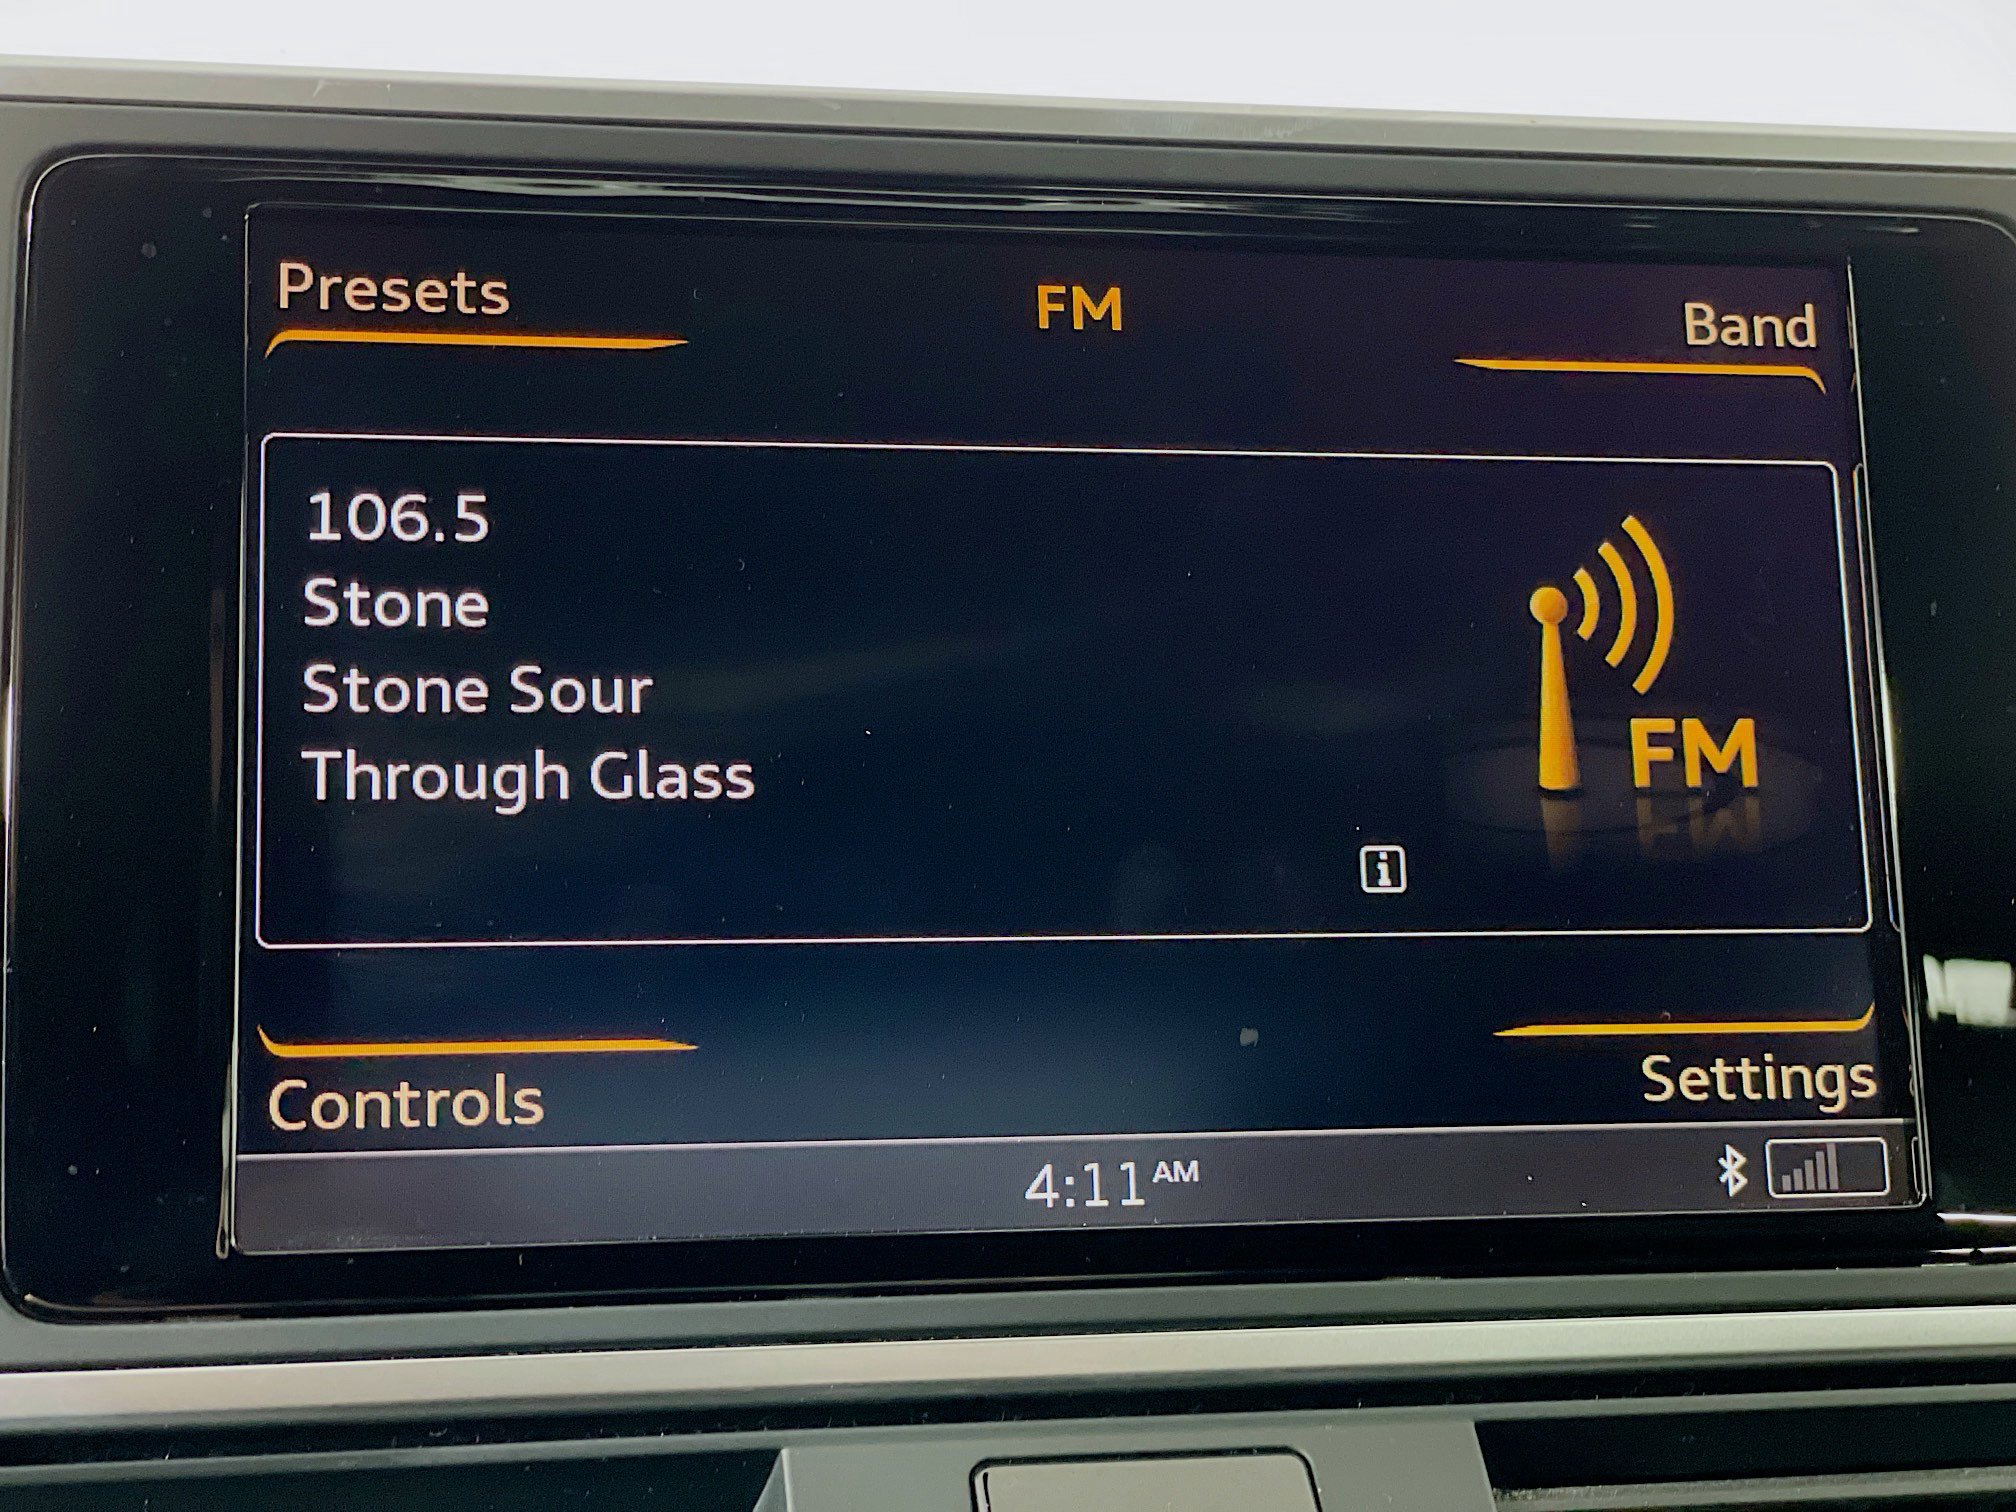 Presets
FM
Band
106.5
Stone
Stone Sour
Through Glass
FM
Controls
Settings
4:11 AM